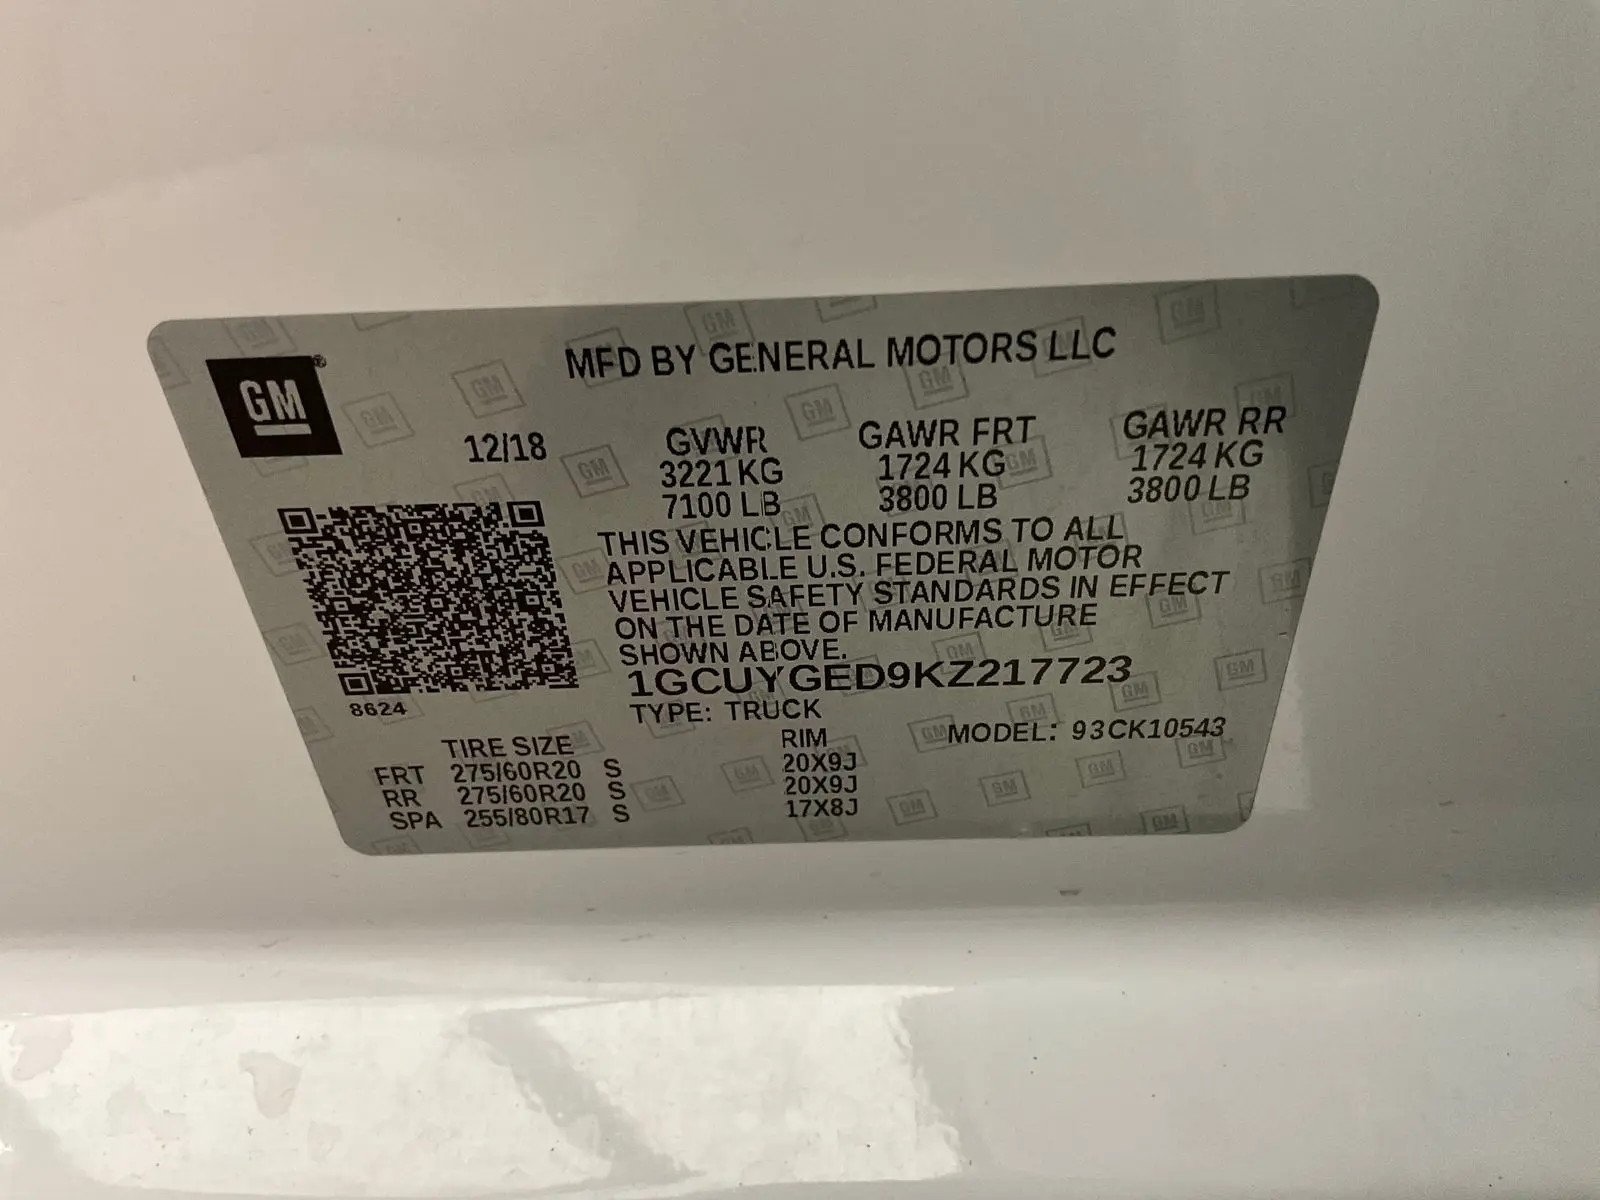 GM
MFD BY GENERAL MOTORS LLC
12/18
GVWR GAWR FRT GAWR RR
3221 KG 1724 KG 1724 KG
7100 LB 3800 LB 3800 LB
THIS VEHICLE CONFORMS TO ALL
APPLICABLE U.S. FEDERAL MOTOR
VEHICLE SAFETY STANDARDS IN EFFECT
ON THE DATE OF MANUFACTURE
SHOWN ABOVE.
1GCUYGED9KZ217723
8624
TYPE: TRUCK
MODEL: 93CK10543
TIRE SIZE RIM
FRT 275/60R20 S 20X9J
RR 275/60R20 S 20X9J
SPA 255/80R17 S 17X8J